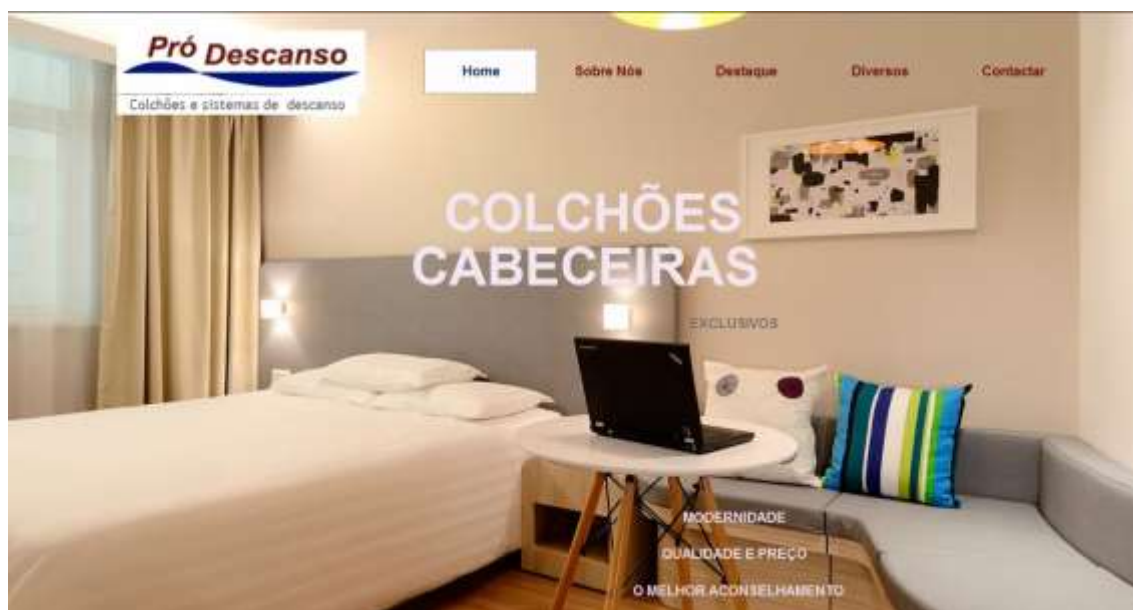 Pró Descanso
Colchões e sistemas de descanso
Home Sobre Nós Destaque Diversos Contactar
COLCHÕES
CABECEIRAS
EXCLUSIVOS
MODERNIDADE
QUALIDADE E PREÇO
O MELHOR ACONSELHAMENTO